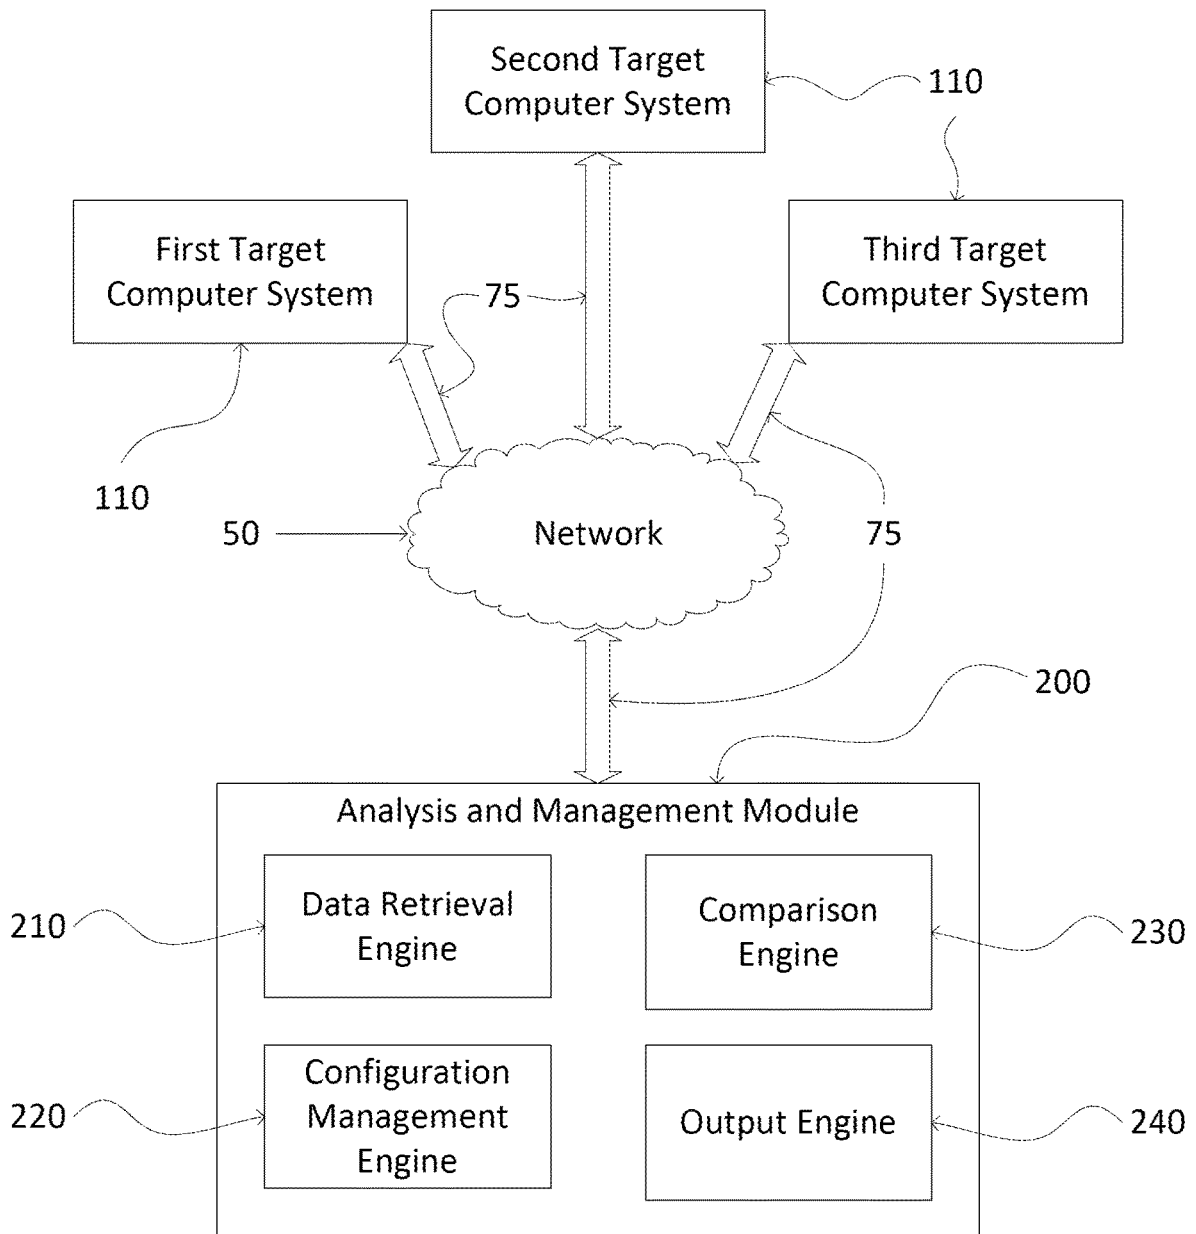 Second Target
Computer System
110
First Target
Computer System
75
Third Target
Computer System
110
50
Network
75
200
Analysis and Management Module
210
Data Retrieval
Engine
Comparison
Engine
230
220
Configuration
Management
Engine
Output Engine
240